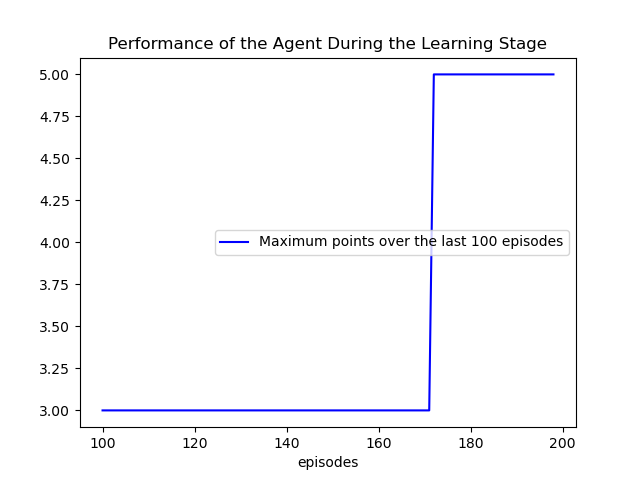 Performance of the Agent During the Learning Stage
5.00
4.75
4.50
4.25
4.00
3.75
3.50
3.25
3.00
Maximum points over the last 100 episodes
100 120 140 160 180 200
episodes